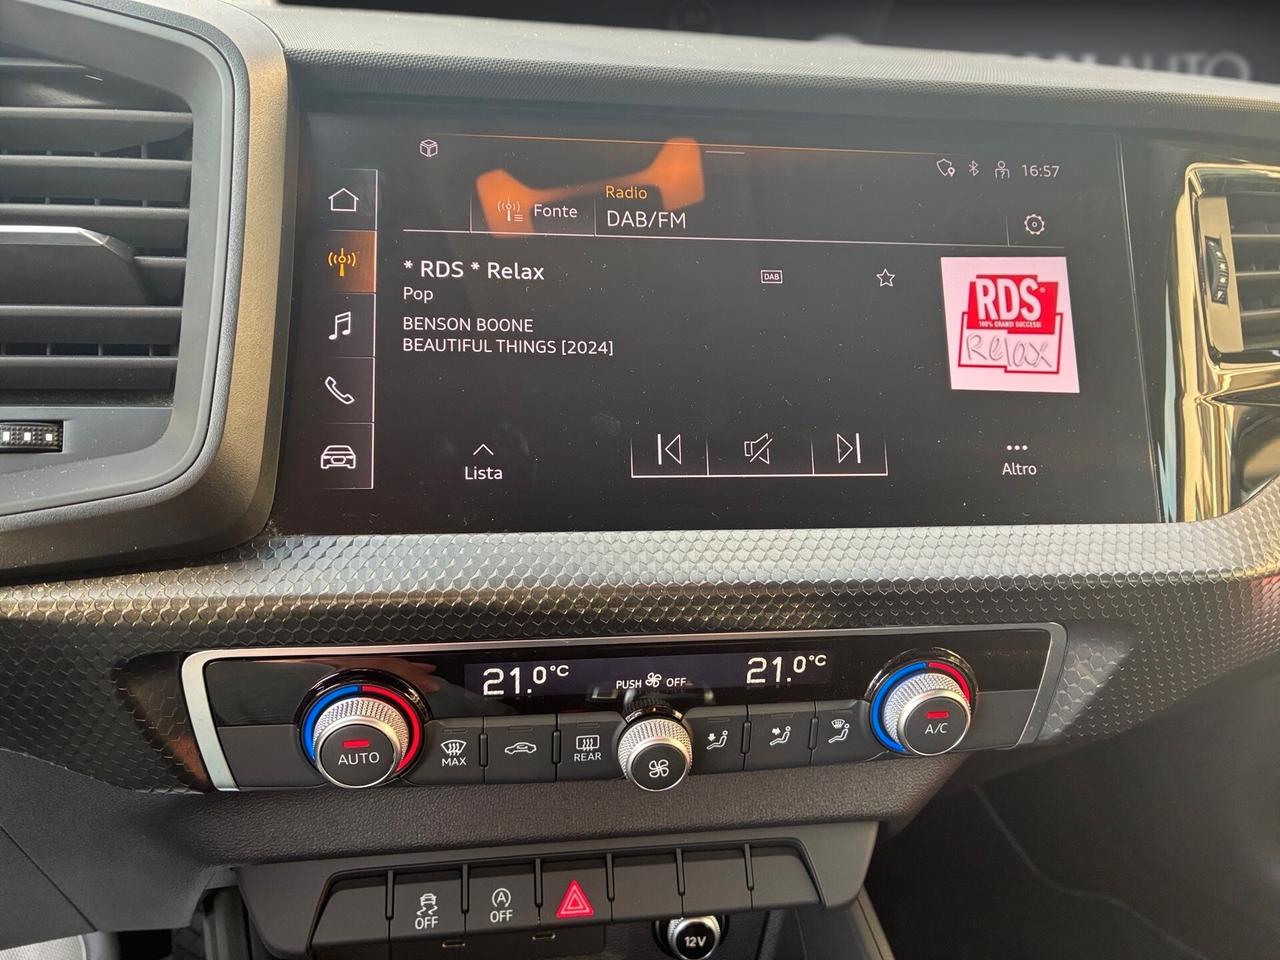 AUTO
16:57
Radio
Fonte
DAB/FM
* RDS * Relax
DAB
Pop
BENSON BOONE
BEAUTIFUL THINGS [2024]
RDS
100% GRANDI SUCCESSI
Relax
Lista
Altro
21.0°C
PUSH OFF
21.0°C
AUTO
MAX
REAR
A/C
OFF
A
OFF
12V